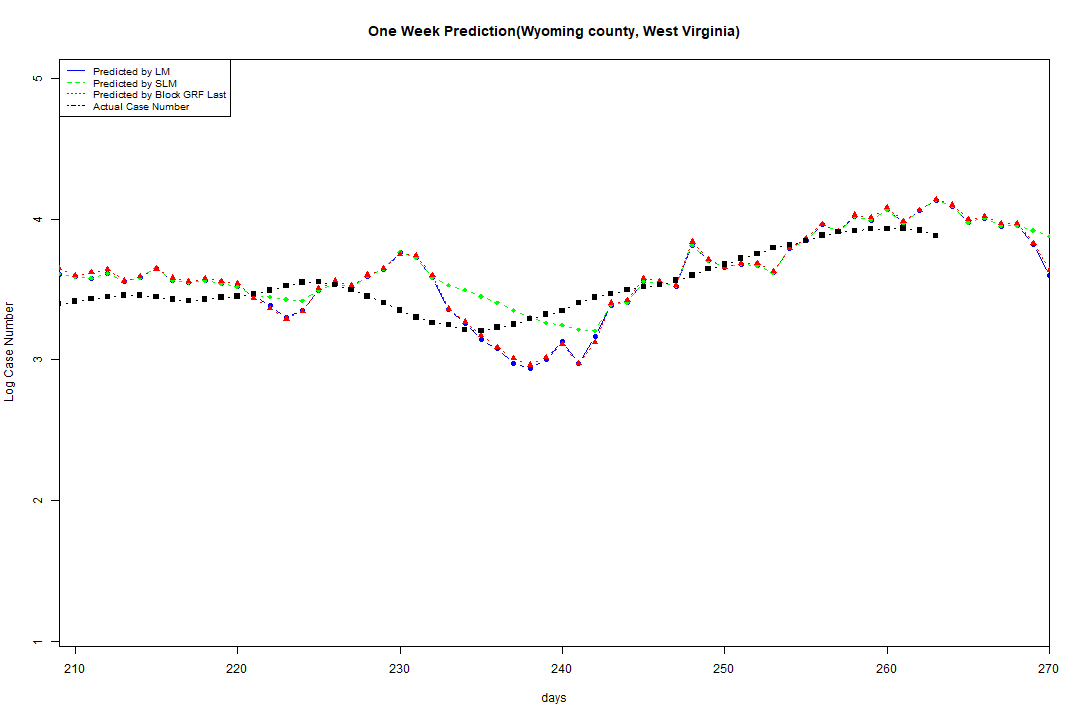 One Week Prediction(Wyoming county, West Virginia)
Predicted by LM
Predicted by SLM
Predicted by Block GRF Last
Actual Case Number
5
4
3
2
1
Log Case Number
210 220 230 240 250 260 270
days